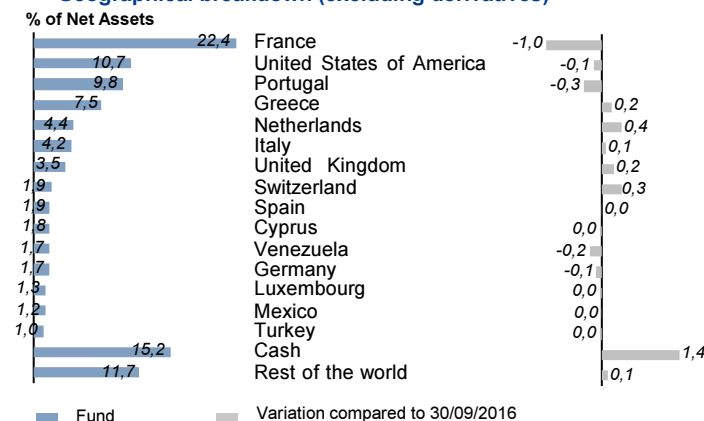 Geographical breakdown (excluding derivatives)
% of Net Assets
22,4 France -1,0
10,7 United States of America -0,1
9,8 Portugal -0,3
7,5 Greece 0,2
4,4 Netherlands 0,4
4,2 Italy 0,1
3,5 United Kingdom 0,2
1,9 Switzerland 0,3
1,9 Spain 0,0
1,8 Cyprus 0,0
1,7 Venezuela -0,2
1,7 Germany -0,1
1,3 Luxembourg 0,0
1,2 Mexico 0,0
1,0 Turkey 0,0
15,2 Cash 1,4
11,7 Rest of the world 0,1
Fund Variation compared to 30/09/2016